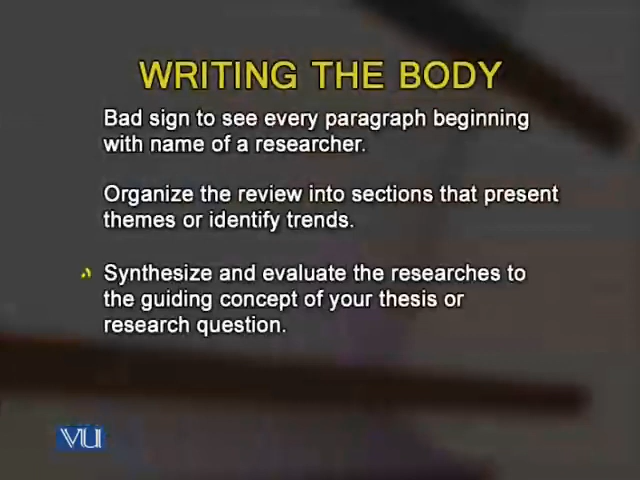 WRITING THE BODY
Bad sign to see every paragraph beginning
with name of a researcher.
Organize the review into sections that present
themes or identify trends.
Synthesize and evaluate the researches to
the guiding concept of your thesis or
research question.
VU